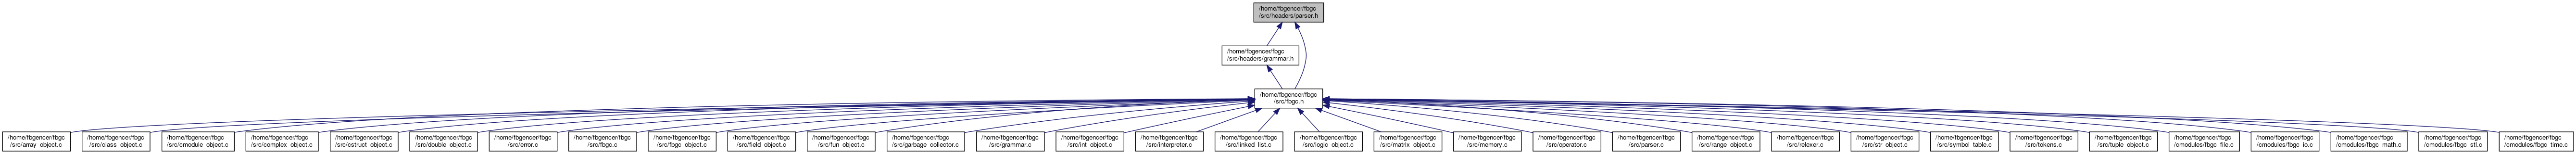 /home/fbgencer/fbgc
/src/headers/parser.h
/home/fbgencer/fbgc
/src/headers/grammar.h
/home/fbgencer/fbgc
/src/fbgc.h
/home/fbgencer/fbgc
/src/array_object.c
/home/fbgencer/fbgc
/src/class_object.c
/home/fbgencer/fbgc
/src/cmodule_object.c
/home/fbgencer/fbgc
/src/complex_object.c
/home/fbgencer/fbgc
/src/cstruct_object.c
/home/fbgencer/fbgc
/src/double_object.c
/home/fbgencer/fbgc
/src/error.c
/home/fbgencer/fbgc
/src/fbgc.c
/home/fbgencer/fbgc
/src/fbgc_object.c
/home/fbgencer/fbgc
/src/field_object.c
/home/fbgencer/fbgc
/src/fun_object.c
/home/fbgencer/fbgc
/src/garbage_collector.c
/home/fbgencer/fbgc
/src/grammar.c
/home/fbgencer/fbgc
/src/int_object.c
/home/fbgencer/fbgc
/src/interpreter.c
/home/fbgencer/fbgc
/src/linked_list.c
/home/fbgencer/fbgc
/src/logic_object.c
/home/fbgencer/fbgc
/src/matrix_object.c
/home/fbgencer/fbgc
/src/memory.c
/home/fbgencer/fbgc
/src/operator.c
/home/fbgencer/fbgc
/src/parser.c
/home/fbgencer/fbgc
/src/range_object.c
/home/fbgencer/fbgc
/src/relexer.c
/home/fbgencer/fbgc
/src/str_object.c
/home/fbgencer/fbgc
/src/symbol_table.c
/home/fbgencer/fbgc
/src/tokens.c
/home/fbgencer/fbgc
/src/tuple_object.c
/home/fbgencer/fbgc
/cmodules/fbgc_file.c
/home/fbgencer/fbgc
/cmodules/fbgc_io.c
/home/fbgencer/fbgc
/cmodules/fbgc_math.c
/home/fbgencer/fbgc
/cmodules/fbgc_stl.c
/home/fbgencer/fbgc
/cmodules/fbgc_time.c